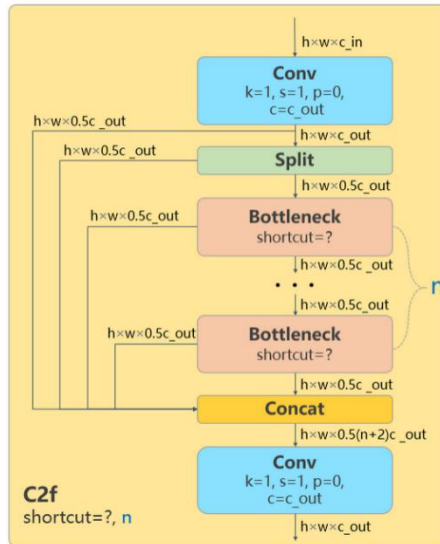 h×w×c_in
Conv
k=1, s=1, p=0,
c=c_out
h×w×0.5c_out
h×w×c_out
h×w×0.5c_out
Split
h×w×0.5c_out
h×w×0.5c_out
Bottleneck
shortcut=?
h×w×0.5c_out
• • •
n
h×w×0.5c_out
h×w×0.5c_out
Bottleneck
shortcut=?
h×w×0.5c_out
Concat
h×w×0.5(n+2)c_out
Conv
k=1, s=1, p=0,
c=c_out
C2f
shortcut=?, n
h×w×c_out